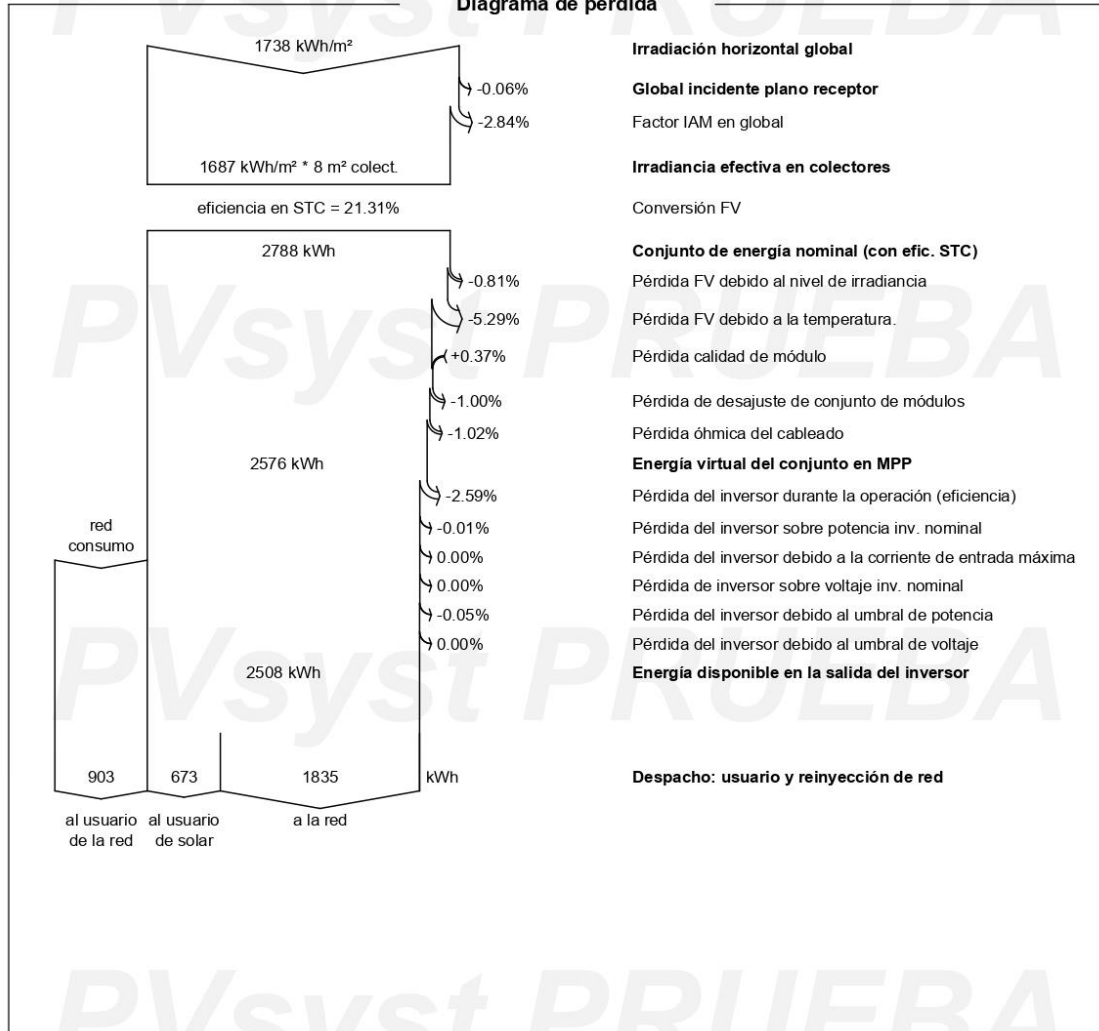 Diagrama de pérdida
1738 kWh/m² Irradiación horizontal global
-0.06% Global incidente plano receptor
-2.84% Factor IAM en global
1687 kWh/m² * 8 m² colect. Irradiancia efectiva en colectores
eficiencia en STC = 21.31% Conversión FV
2788 kWh Conjunto de energía nominal (con efic. STC)
-0.81% Pérdida FV debido al nivel de irradiancia
-5.29% Pérdida FV debido a la temperatura.
+0.37% Pérdida calidad de módulo
-1.00% Pérdida de desajuste de conjunto de módulos
-1.02% Pérdida óhmica del cableado
2576 kWh Energía virtual del conjunto en MPP
-2.59% Pérdida del inversor durante la operación (eficiencia)
-0.01% Pérdida del inversor sobre potencia inv. nominal
red
consumo
0.00% Pérdida del inversor debido a la corriente de entrada máxima
0.00% Pérdida de inversor sobre voltaje inv. nominal
-0.05% Pérdida del inversor debido al umbral de potencia
0.00% Pérdida del inversor debido al umbral de voltaje
2508 kWh Energía disponible en la salida del inversor
903 673 1835 kWh Despacho: usuario y reinyección de red
al usuario al usuario a la red
de la red de solar
PVsyst PRUEBA
PVsyst PRUEBA
PVsyst PRUEBA
PVsyst PRUEBA